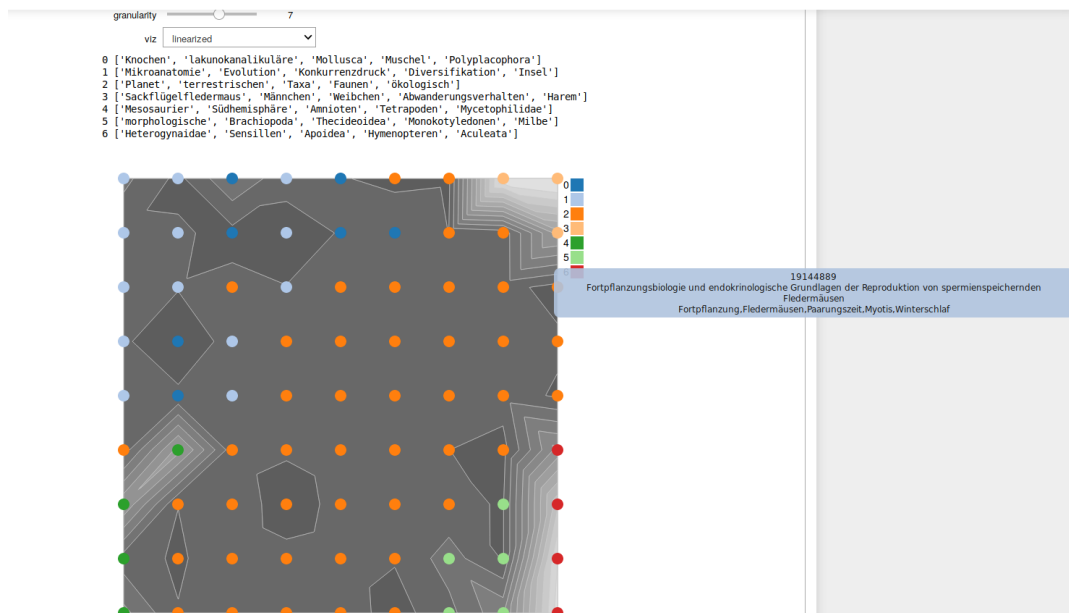 granularity 7
viz linearized
0 ['Knochen', 'lakunokanalikuläre', 'Mollusca', 'Muschel', 'Polyplacophora']
1 ['Mikroanatomie', 'Evolution', 'Konkurrenzdruck', 'Diversifikation', 'Insel']
2 ['Planet', 'terrestrischen', 'Taxa', 'Faunen', 'ökologisch']
3 ['Sackflügelfledermaus', 'Männchen', 'Weibchen', 'Abwanderungsverhalten', 'Harem']
4 ['Mesosaurier', 'Südhemisphäre', 'Amnioten', 'Tetrapoden', 'Mycetophilidae']
5 ['morphologische', 'Brachiopoda', 'Thecideoidea', 'Monokotyledonen', 'Milbe']
6 ['Heterogynaidae', 'Sensillen', 'Apoidea', 'Hymenopteren', 'Aculeata']
0
1
2
3
4
5
19144889
Fortpflanzungsbiologie und endokrinologische Grundlagen der Reproduktion von spermienspeichernden
Fledermäusen
Fortpflanzung,Fledermäusen,Paarungszeit,Myotis,Winterschlaf